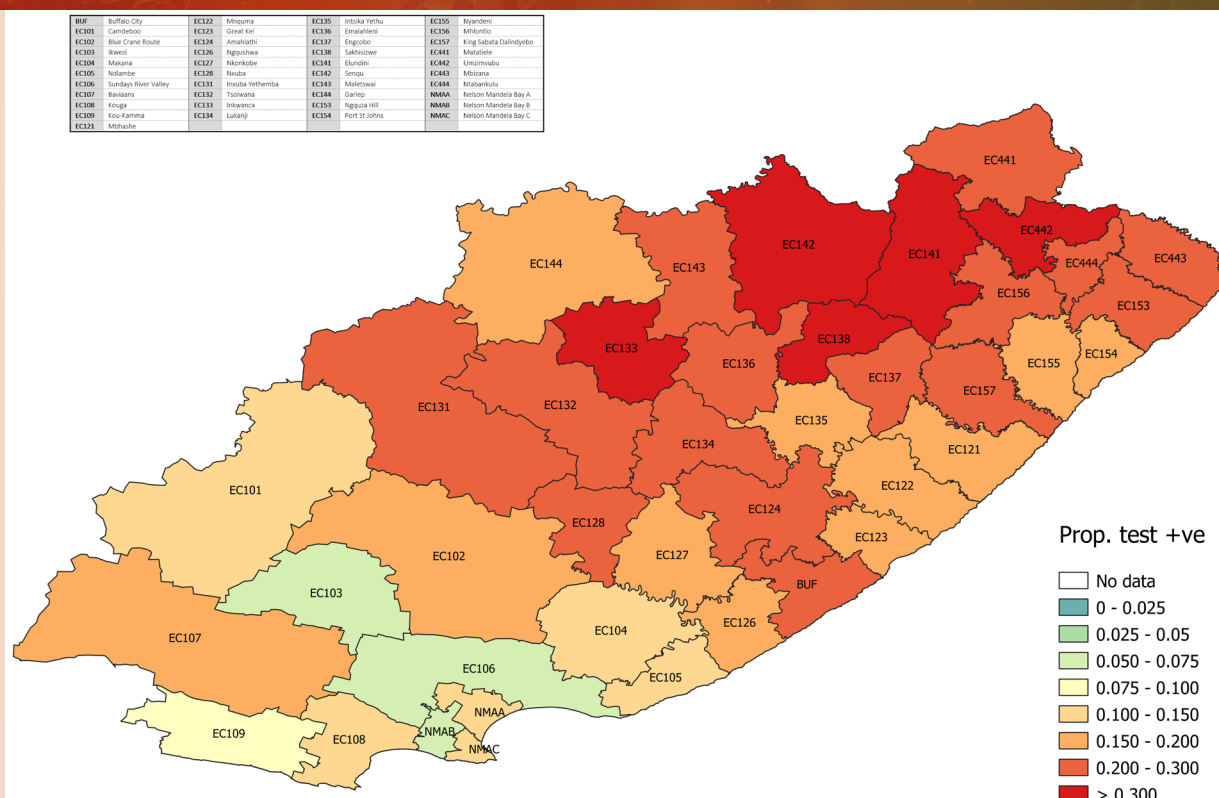 BUF Buffalo City EC122 Mnquma EC135 Intsika Yethu EC155 Nyandeni
EC101 Camdeboo EC123 Great Kei EC136 Emalahleni EC156 Mhlontlo
EC102 Blue Crane Route EC124 Amahlathi EC137 Engcobo EC157 King Sabata Dalindyebo
EC103 Ikwezi EC126 Ngqushwa EC138 Sakhisizwe EC441 Matatiele
EC104 Makana EC127 Nkonkobe EC141 Elundini EC442 Umzimvubu
EC105 Ndlambe EC128 Nxuba EC142 Senqu EC443 Mbizana
EC106 Sundays River Valley EC131 Inxuba Yethemba EC143 Maletswai EC444 Ntabankulu
EC107 Baviaans EC132 Tsolwana EC144 Gariep NMAA Nelson Mandela Bay A
EC108 Kouga EC133 Inkwanca EC153 Ngquza Hill NMAB Nelson Mandela Bay B
EC109 Kou-Kamma EC134 Lukanji EC154 Port St Johns NMAC Nelson Mandela Bay C
EC121 Mbhashe
EC441
EC442
EC142
EC141
EC444
EC443
EC144
EC143
EC156
EC153
EC133
EC138
EC136
EC155
EC154
EC137
EC157
EC131
EC132
EC135
EC134
EC121
EC101
EC122
EC128
EC124
EC123
EC102
EC127
BUF
EC103
EC126
EC104
EC107
EC106
EC105
NMAA
EC109
EC108
NMAB
NMAC
Prop. test +ve
No data
0 - 0.025
0.025 - 0.05
0.050 - 0.075
0.075 - 0.100
0.100 - 0.150
0.150 - 0.200
0.200 - 0.300
> 0.300